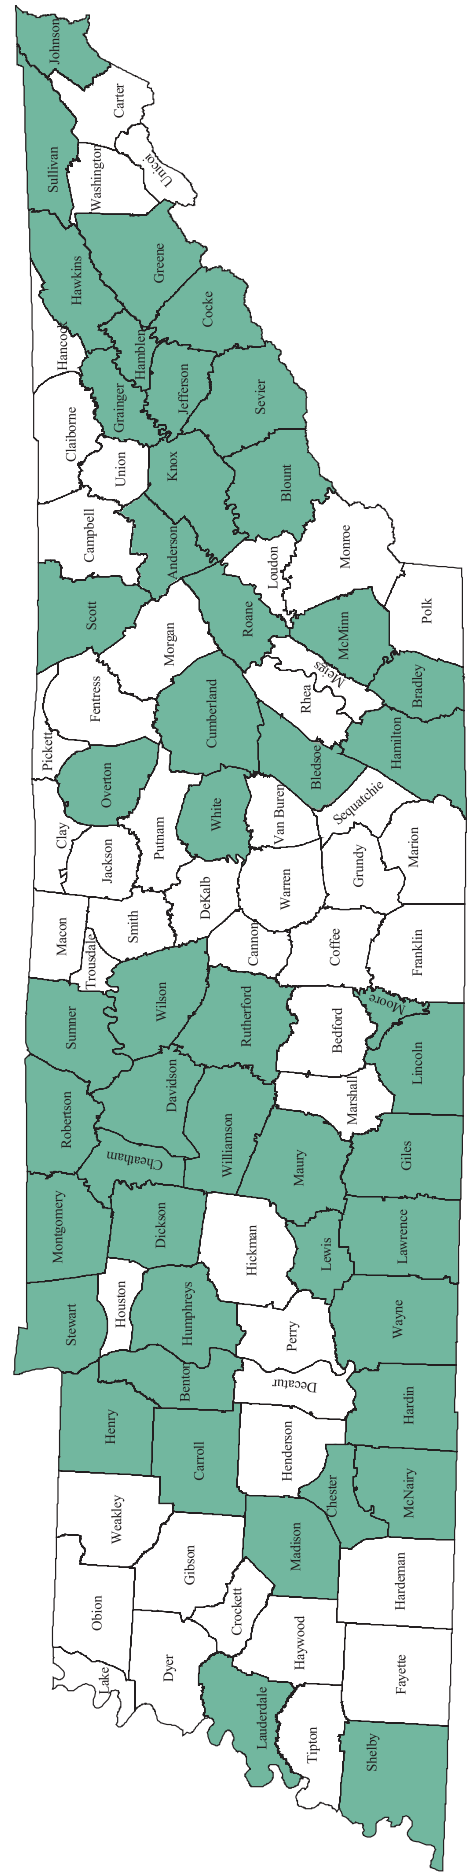 Johnson
Carter
Sullivan
Unicoi
Washington
Greene
Hawkins
Cocke
Hancock
Hamblen
Jefferson
Grainger
Sevier
Claiborne
Union
Knox
Blount
Campbell
Anderson
Monroe
Loudon
Scott
Roane
McMinn
Polk
Morgan
Meigs
Rhea
Bradley
Fentress
Cumberland
Hamilton
Pickett
Bledsoe
Overton
Sequatchie
White
Van Buren
Clay
Putnam
Marion
Jackson
Grundy
Warren
DeKalb
Smith
Macon
Trousdale
Cannon
Coffee
Franklin
Wilson
Sumner
Rutherford
Moore
Bedford
Lincoln
Davidson
Marshall
Robertson
Cheatham
Williamson
Maury
Giles
Montgomery
Dickson
Hickman
Lewis
Lawrence
Stewart
Houston
Humphreys
Perry
Wayne
Benton
Decatur
Hardin
Henry
Carroll
Henderson
Chester
McNairy
Weakley
Madison
Gibson
Hardeman
Obion
Crockett
Haywood
Lake
Dyer
Fayette
Lauderdale
Tipton
Shelby